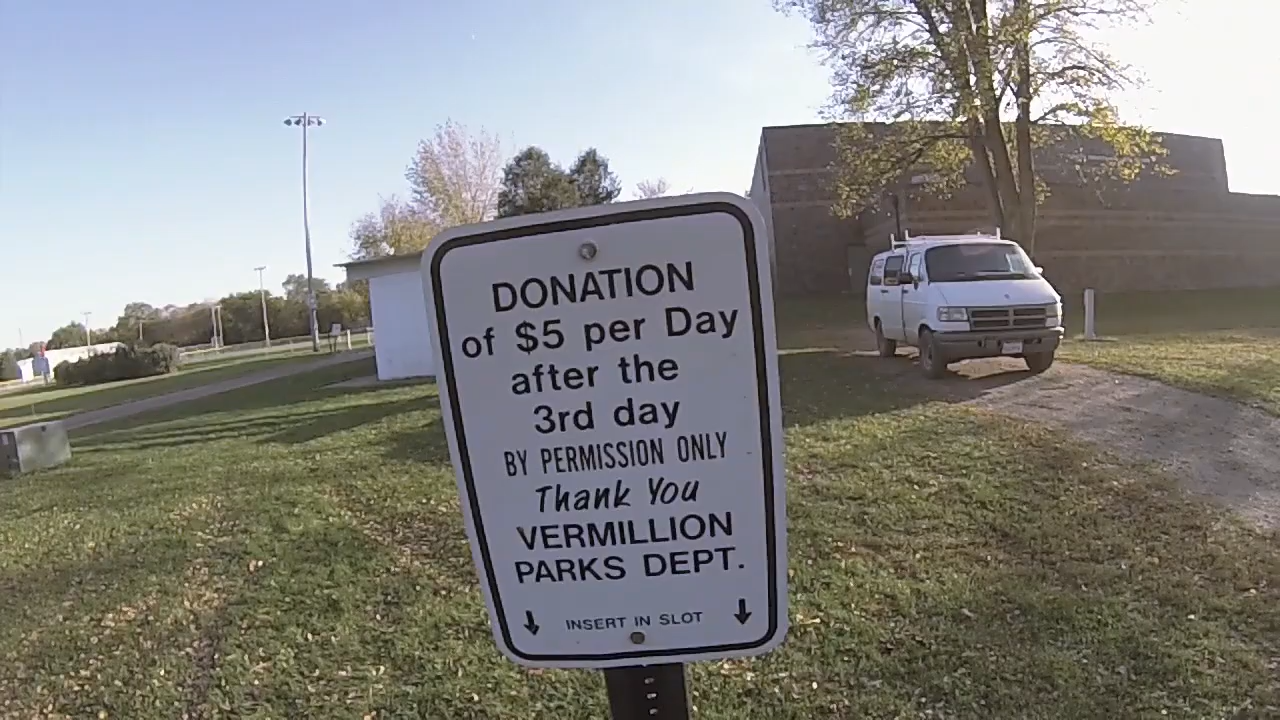 DONATION
of $5 per Day
after the
3rd day
BY PERMISSION ONLY
Thank You
VERMILLION
PARKS DEPT.
INSERT IN SLOT